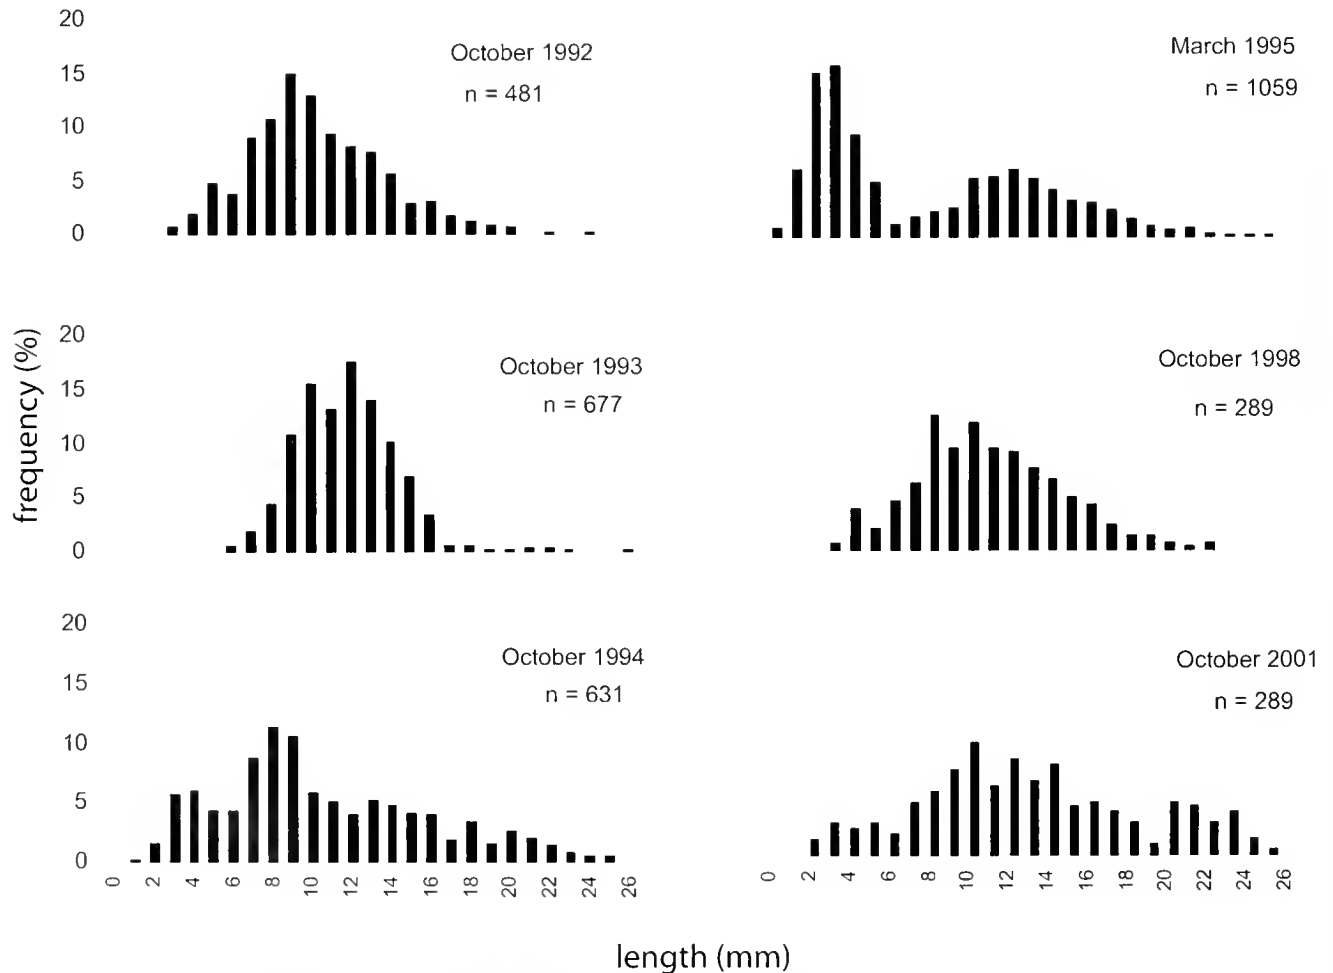 20
15
10
5
0
October 1992
n = 481
March 1995
n = 1059
frequency (%)
20
15
10
5
0
October 1993
n = 677
October 1998
n = 289
20
15
10
5
0
October 1994
n = 631
October 2001
n = 289
0 2 4 6 8 10 12 14 16 18 20 22 24 26
0 2 4 6 8 10 12 14 16 18 20 22 24 26
length (mm)